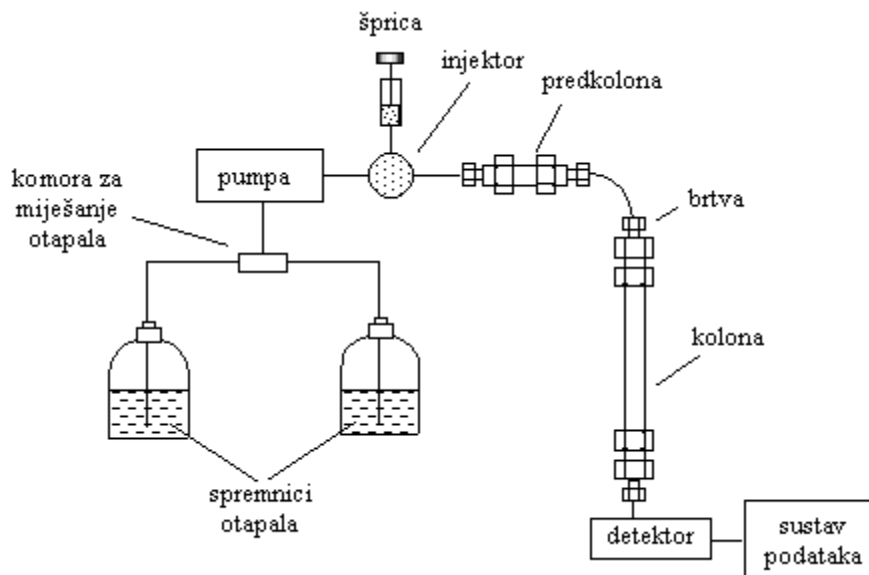 šprica
injektor
predkolona
pumpa
komora za
miješanje
otapala
brtva
kolona
spremnici
otapala
detektor
sustav
podataka